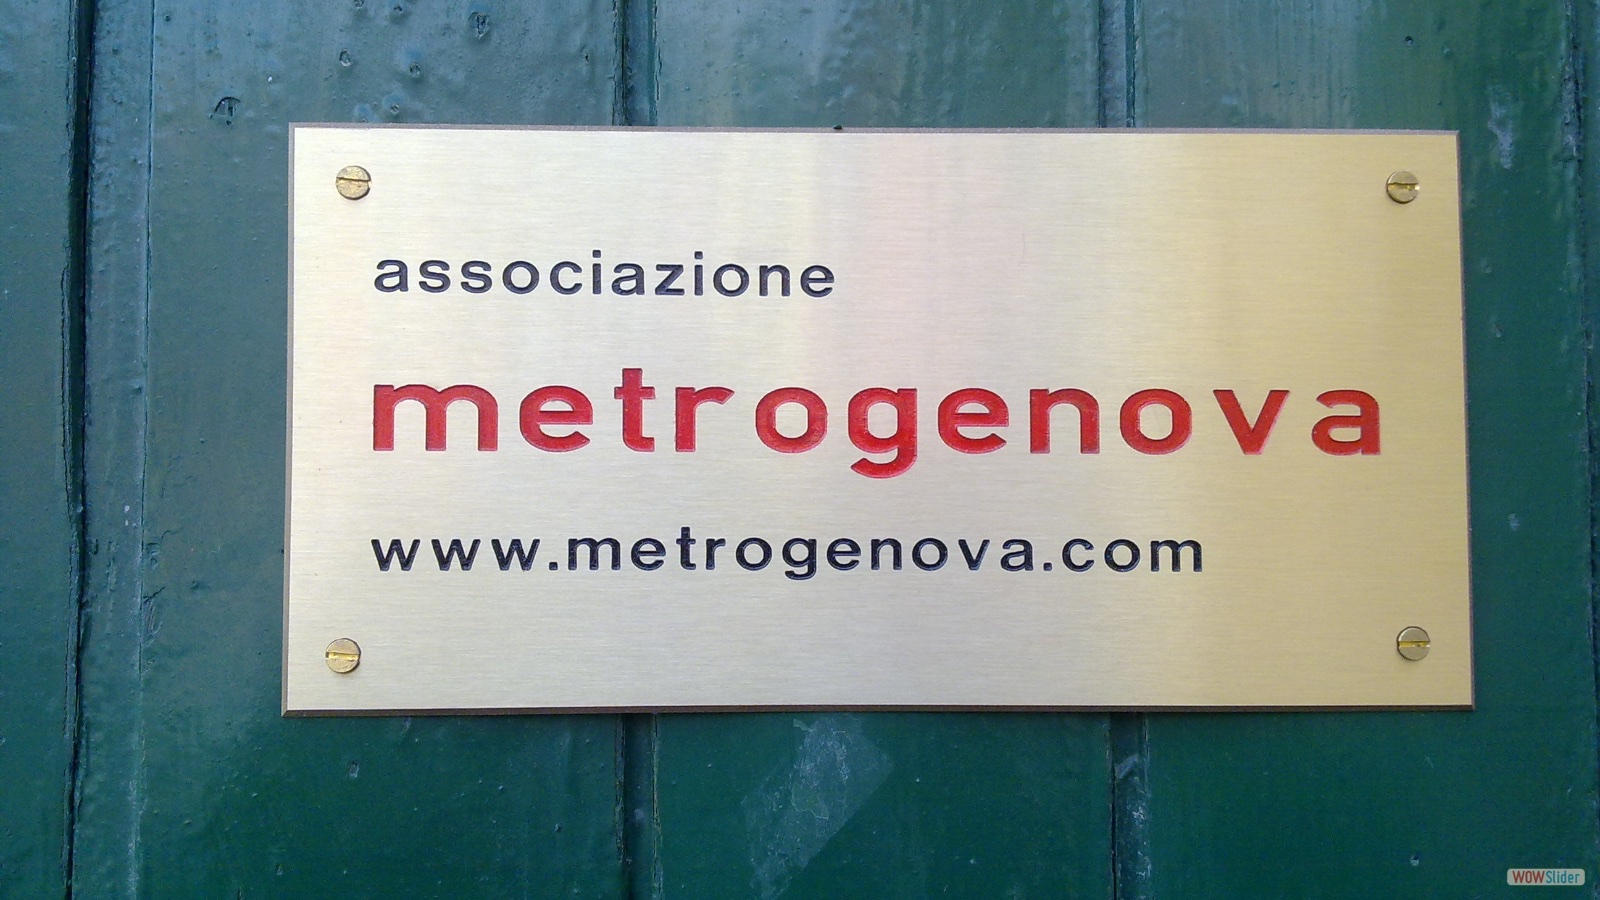 associazione
metrogenova
www.metrogenova.com
WOWSlider